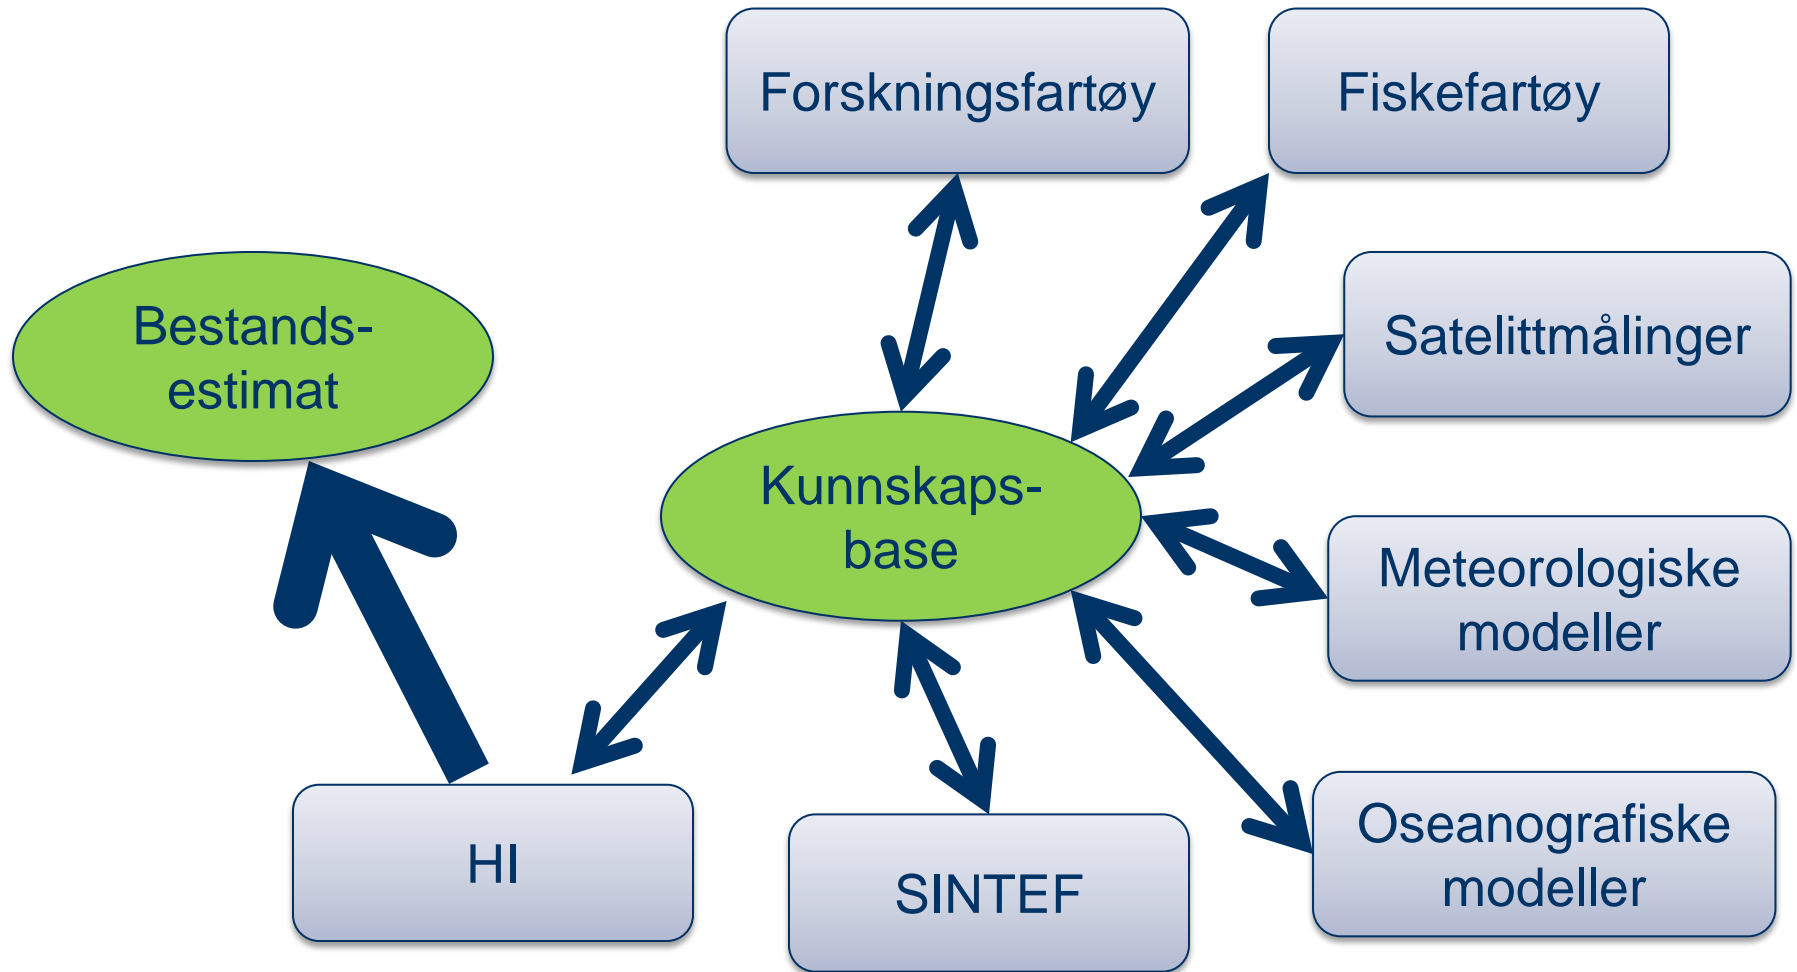 Forskningsfartøy
Fiskefartøy
Bestands-
estimat
Satelittmålinger
Kunnskaps-
base
Meteorologiske
modeller
HI
SINTEF
Oseanografiske
modeller